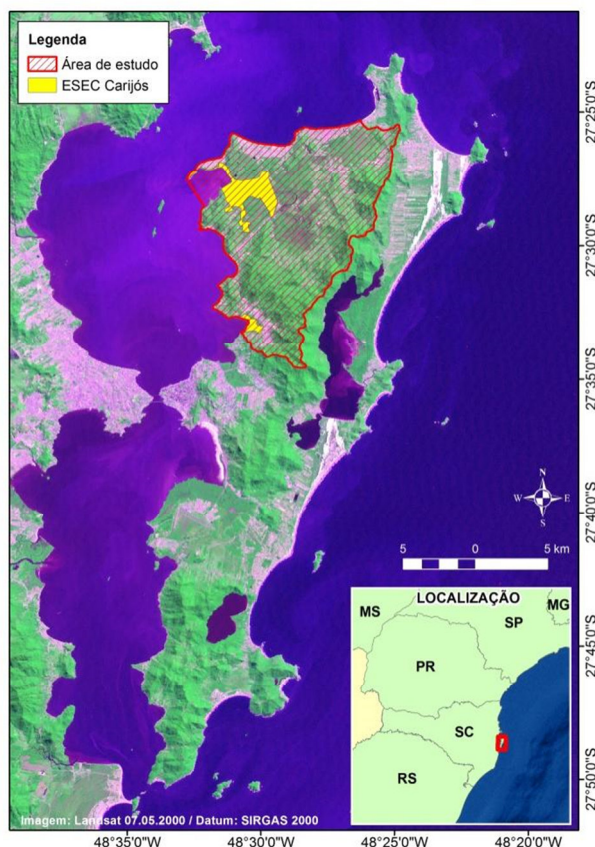 Legenda
Área de estudo
ESEC Carijós
27°25'0"S
27°30'0"S
27°35'0"S
27°40'0"S
27°45'0"S
27°50'0"S
N
W E
S
5 0 5 km
LOCALIZAÇÃO
MS
MG
SP
PR
SC
RS
Imagem: Landsat 07.05.2000 / Datum: SIRGAS 2000
48°35'0"W 48°30'0"W 48°25'0"W 48°20'0"W